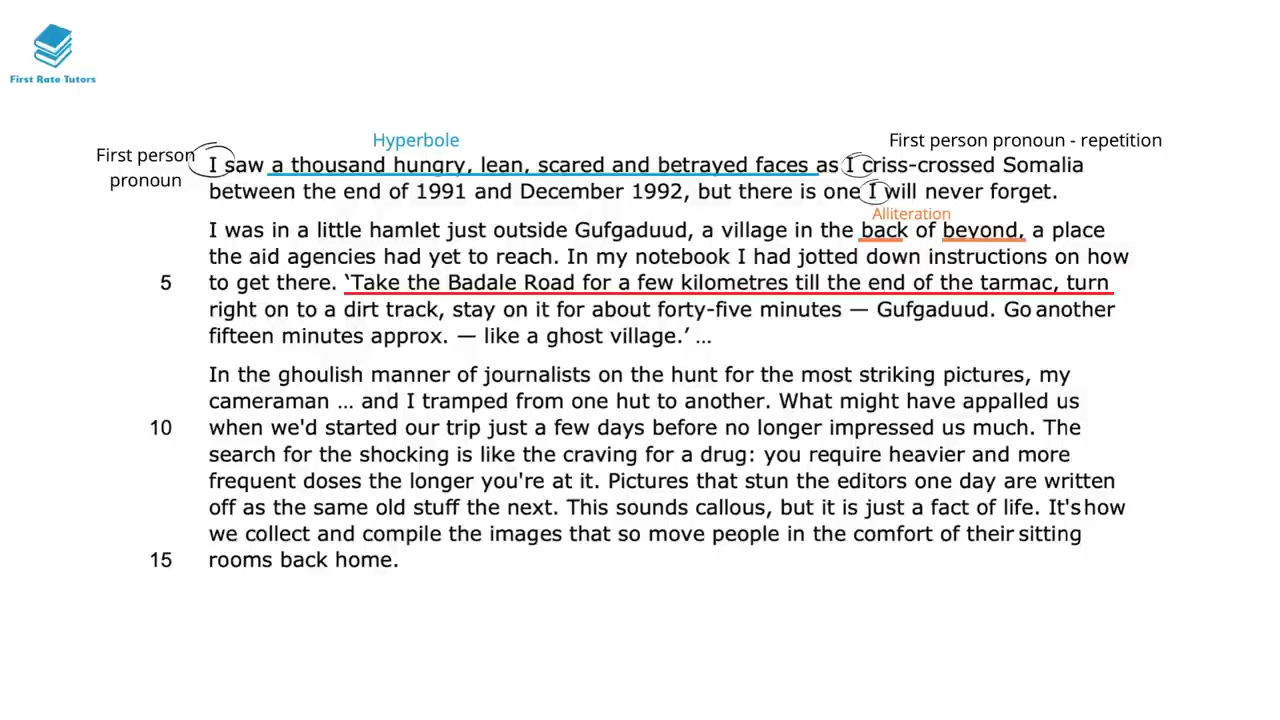 First Rate Tutors
Hyperbole
First person pronoun - repetition
First person
pronoun
I saw a thousand hungry, lean, scared and betrayed faces as I criss-crossed Somalia
between the end of 1991 and December 1992, but there is one I will never forget.
Alliteration
I was in a little hamlet just outside Gufgaduud, a village in the back of beyond, a place
the aid agencies had yet to reach. In my notebook I had jotted down instructions on how
5 to get there. ‘Take the Badale Road for a few kilometres till the end of the tarmac, turn
right on to a dirt track, stay on it for about forty-five minutes — Gufgaduud. Go another
fifteen minutes approx. — like a ghost village.’ ...
In the ghoulish manner of journalists on the hunt for the most striking pictures, my
cameraman ... and I tramped from one hut to another. What might have appalled us
10 when we'd started our trip just a few days before no longer impressed us much. The
search for the shocking is like the craving for a drug: you require heavier and more
frequent doses the longer you're at it. Pictures that stun the editors one day are written
off as the same old stuff the next. This sounds callous, but it is just a fact of life. It's how
we collect and compile the images that so move people in the comfort of their sitting
15 rooms back home.